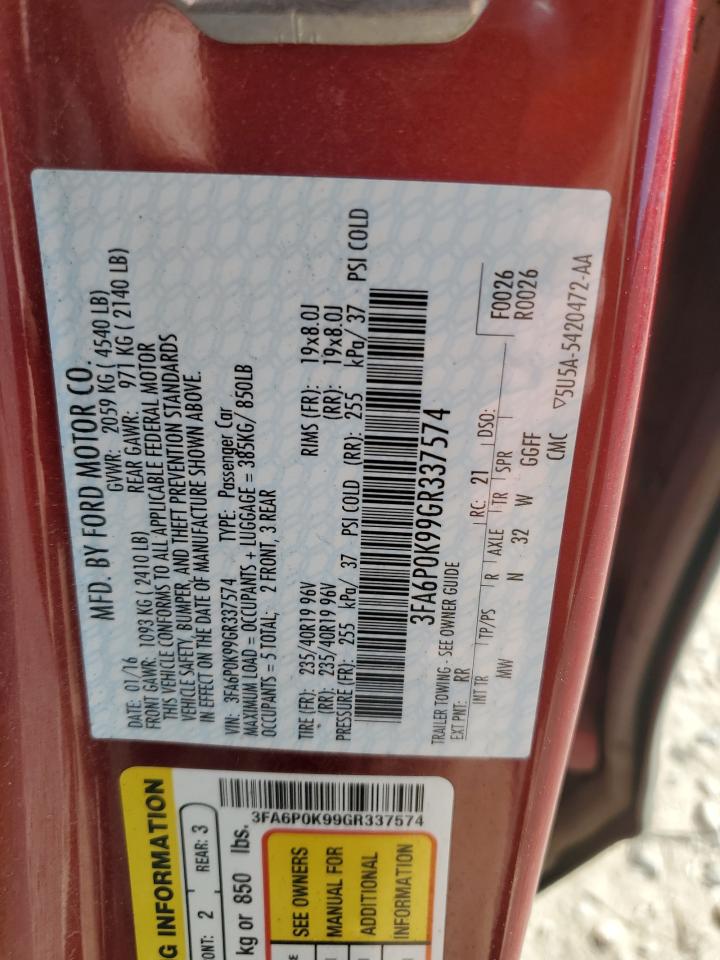 MFD. BY FORD MOTOR CO.
DATE: 01/16 GVWR: 2059 KG ( 4540 LB)
FRONT GAWR: 1093 KG ( 2410 LB) REAR GAWR: 971 KG ( 2140 LB)
THIS VEHICLE CONFORMS TO ALL APPLICABLE FEDERAL MOTOR
VEHICLE SAFETY, BUMPER, AND THEFT PREVENTION STANDARDS
IN EFFECT ON THE DATE OF MANUFACTURE SHOWN ABOVE.
VIN: 3FA6P0K99GR337574 TYPE: Passenger Car
MAXIMUM LOAD = OCCUPANTS + LUGGAGE = 385KG/ 850LB
OCCUPANTS = 5 TOTAL; 2 FRONT, 3 REAR
TIRE (FR): 235/40R19 96V RIMS (FR): 19x8.0J
(RR): 235/40R19 96V (RR): 19x8.0J
PRESSURE (FR): 255 kPa/ 37 PSI COLD (RR): 255 kPa/ 37 PSI COLD
3FA6P0K99GR337574
TRAILER TOWING - SEE OWNER GUIDE
EXT PNT: RR RC: 21 DSO: F0026
R0026
INT TR TP/PS R AXLE TR SPR
MW N 32 W GGFF
CMC ▽5U5A-5420472-AA
G INFORMATION
ONT: 2 REAR: 3
kg or 850 lbs.
3FA6P0K99GR337574
SEE OWNERS
MANUAL FOR
ADDITIONAL
INFORMATION